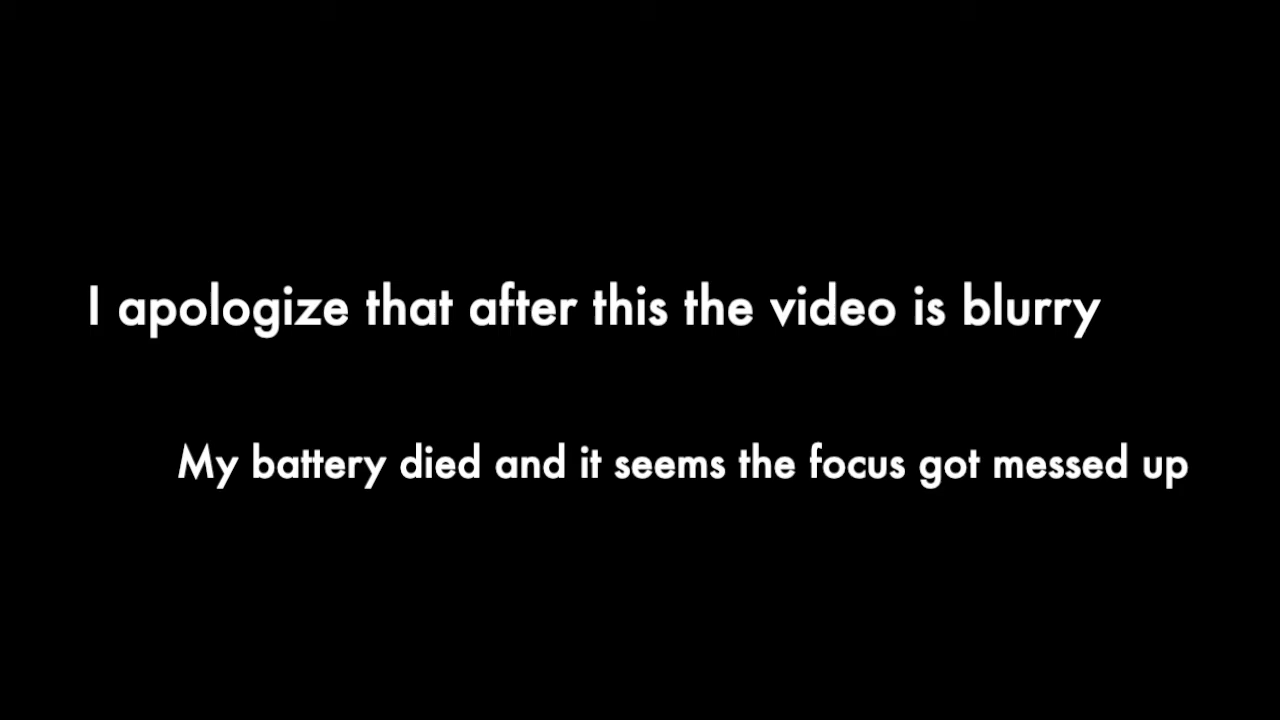 I apologize that after this the video is blurry
My battery died and it seems the focus got messed up